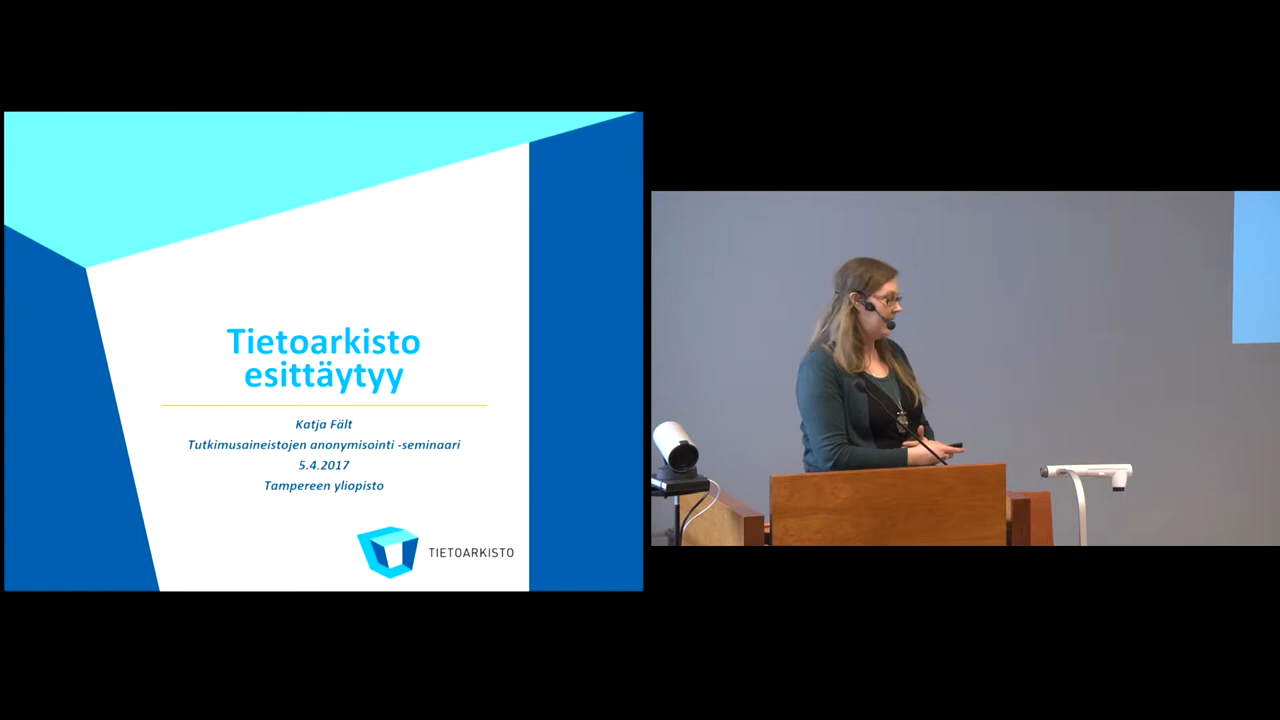 Tietoarkisto
esittäytyy
Katja Fält
Tutkimusaineistojen anonymisointi -seminaari
5.4.2017
Tampereen yliopisto
TIETOARKISTO